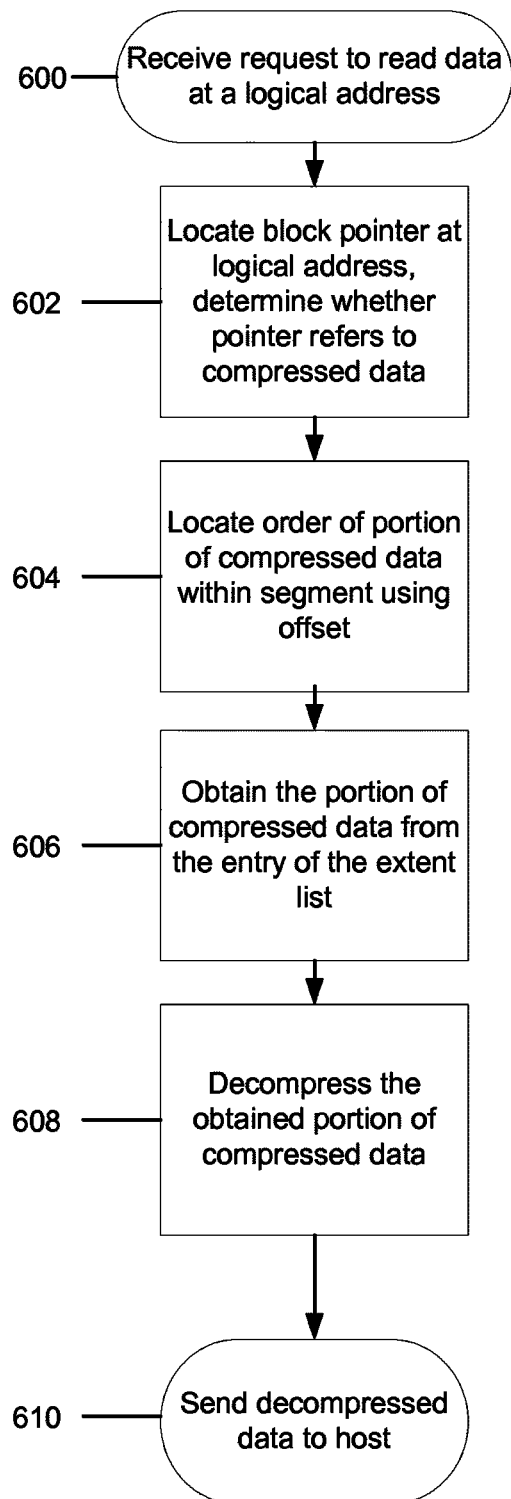 600
Receive request to read data
at a logical address
602
Locate block pointer at
logical address,
determine whether
pointer refers to
compressed data
604
Locate order of portion
of compressed data
within segment using
offset
606
Obtain the portion of
compressed data from
the entry of the extent
list
608
Decompress the
obtained portion of
compressed data
610
Send decompressed
data to host